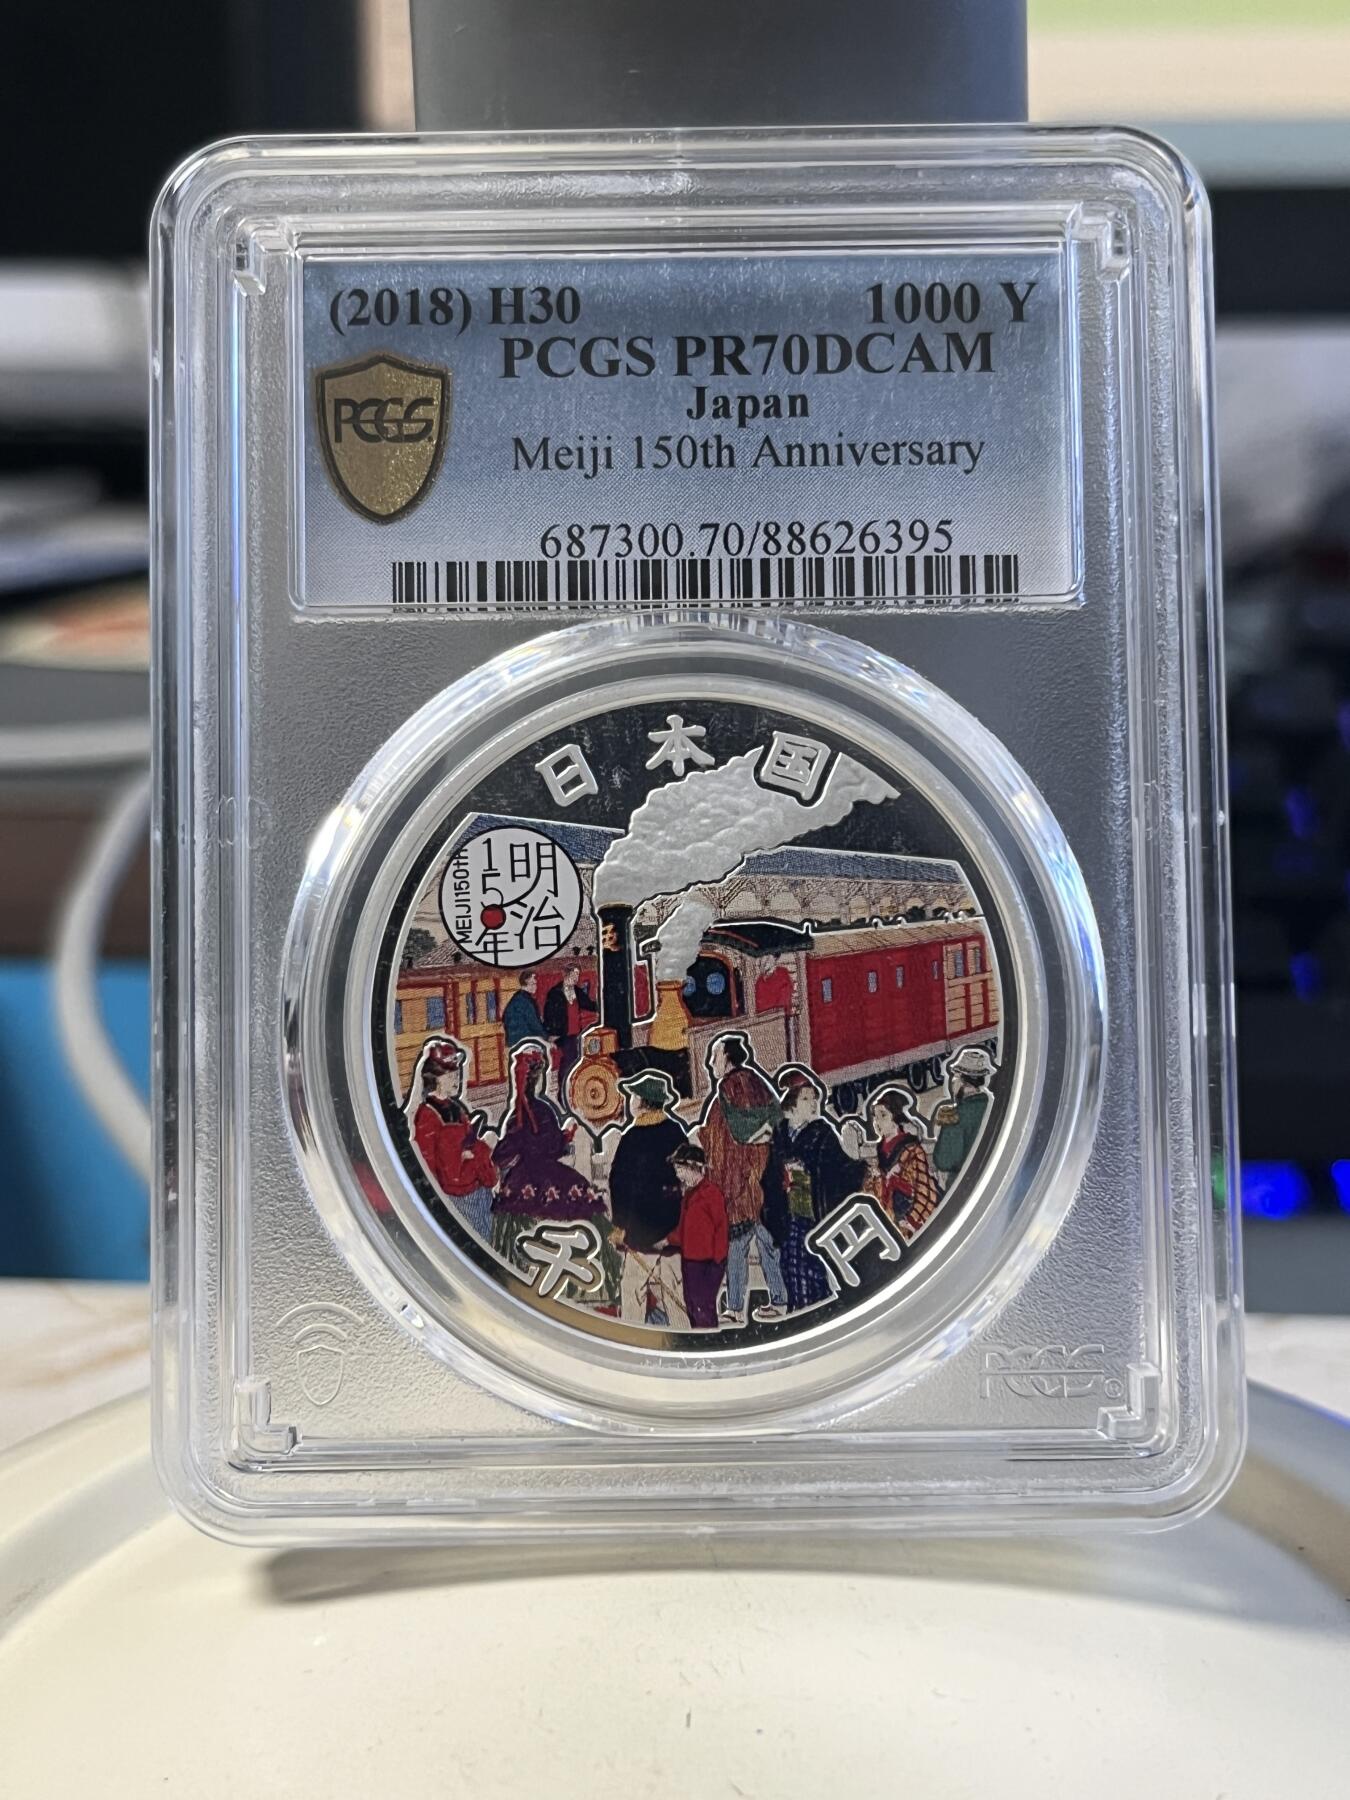 (2018) H30 1000 Y
PCGS PR70DCAM
Japan
Meiji 150th Anniversary
PCGS
687300.70/88626395
日本国
明治
150年
MEIJI150th
五
千円
PCGS